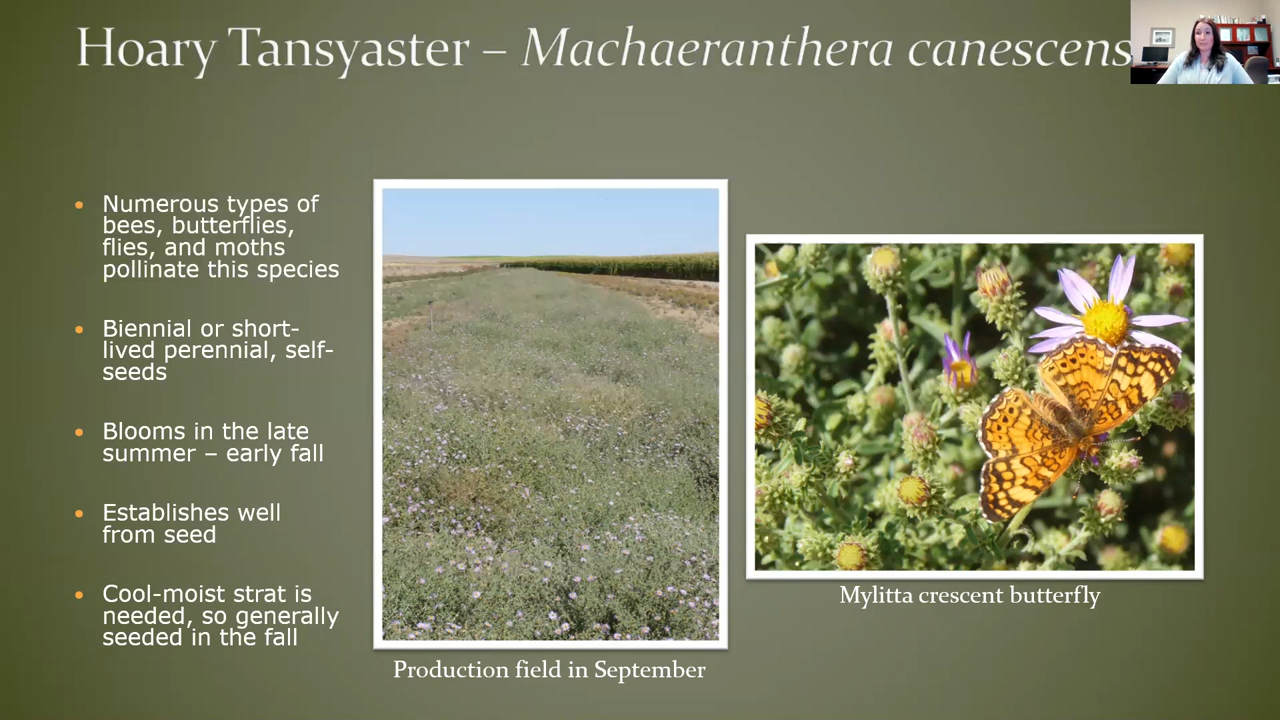 Hoary Tansyaster – Machaeranthera canescens
Numerous types of
bees, butterflies,
flies, and moths
pollinate this species
Biennial or short-
lived perennial, self-
seeds
Blooms in the late
summer – early fall
Establishes well
from seed
Cool-moist strat is
needed, so generally
seeded in the fall
Production field in September
Mylitta crescent butterfly